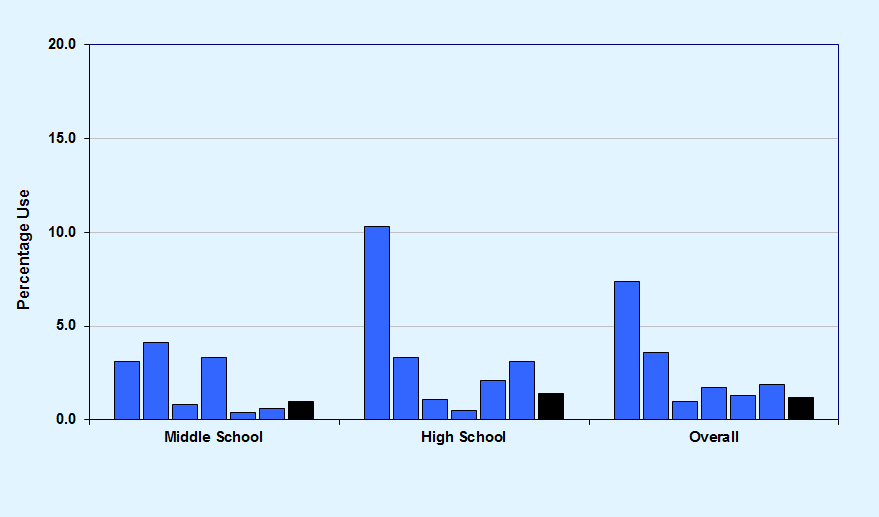 20.0
15.0
10.0
5.0
0.0
Percentage Use
Middle School
High School
Overall